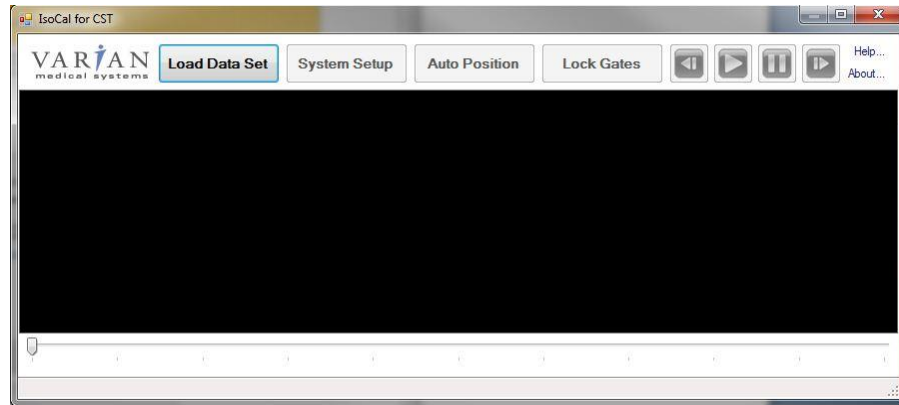 IsoCal for CST
VARIAN
medical systems
Load Data Set
System Setup
Auto Position
Lock Gates
Help...
About...